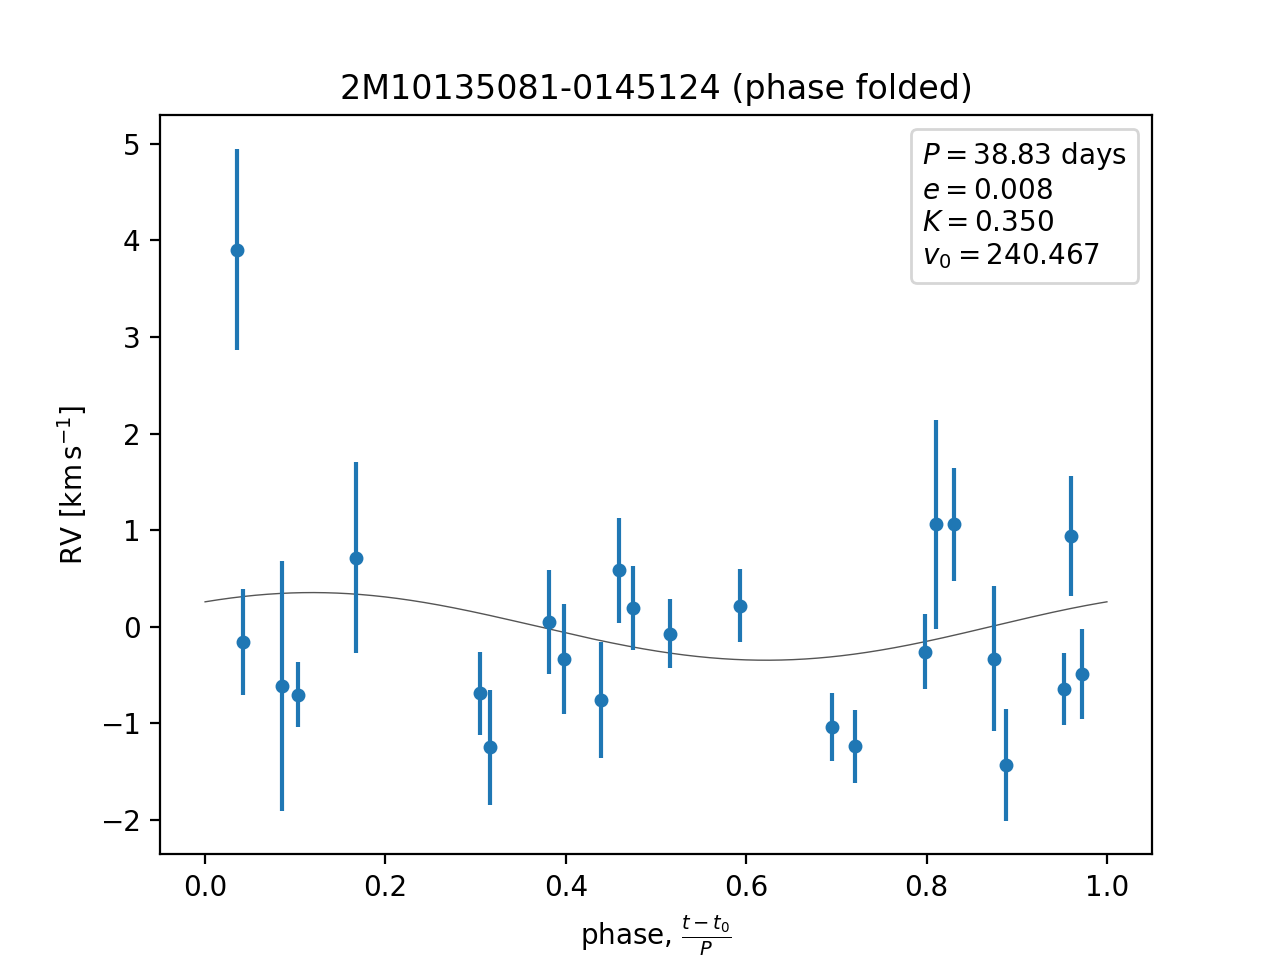 2M10135081-0145124 (phase folded)
P = 38.83 days
e = 0.008
K = 0.350
v₀ = 240.467
5
4
3
2
1
0
−1
−2
RV [km s⁻¹]
0.0 0.2 0.4 0.6 0.8 1.0
phase, (t − t₀)/P